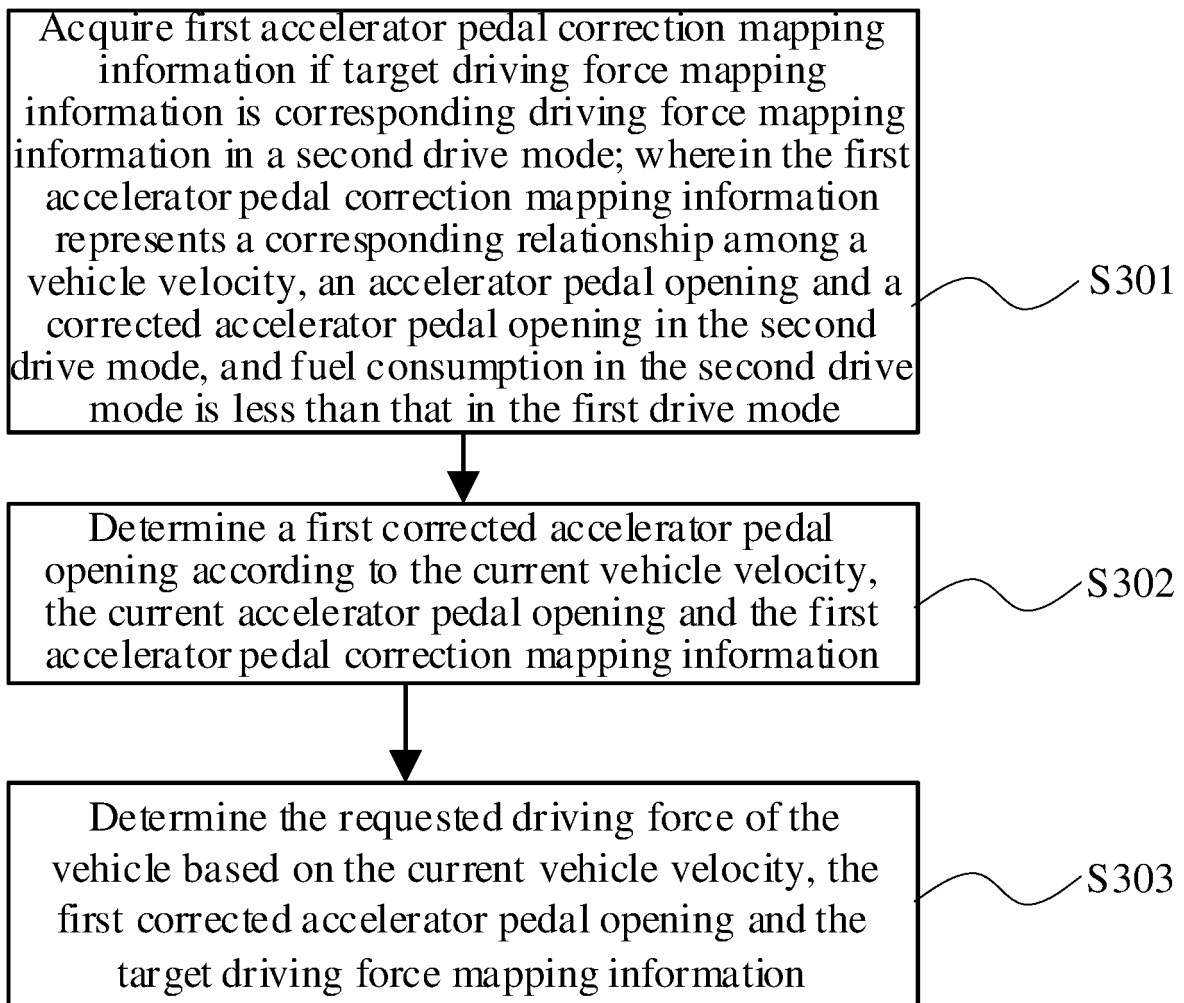 Acquire first accelerator pedal correction mapping
information if target driving force mapping
information is corresponding driving force mapping
information in a second drive mode; wherein the first
accelerator pedal correction mapping information
represents a corresponding relationship among a
vehicle velocity, an accelerator pedal opening and a
corrected accelerator pedal opening in the second
drive mode, and fuel consumption in the second drive
mode is less than that in the first drive mode
S301
Determine a first corrected accelerator pedal
opening according to the current vehicle velocity,
the current accelerator pedal opening and the first
accelerator pedal correction mapping information
S302
Determine the requested driving force of the
vehicle based on the current vehicle velocity, the
first corrected accelerator pedal opening and the
target driving force mapping information
S303